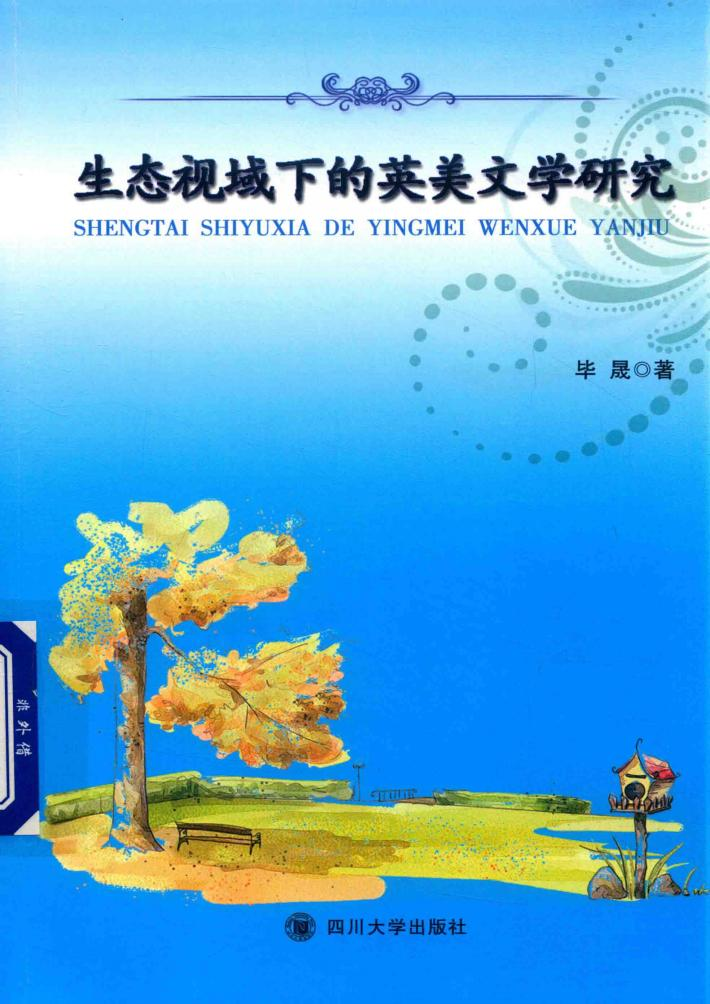 生态视域下的英美文学研究
SHENGTAI SHIYUXIA DE YINGMEI WENXUE YANJIU
毕 晟◎著
非外借
四川大学出版社